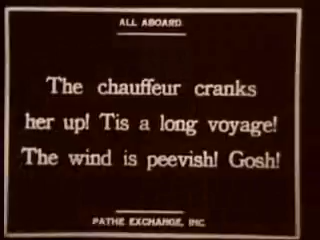 ALL ABOARD.
The chauffeur cranks
her up! Tis a long voyage!
The wind is peevish! Gosh!
PATHE EXCHANGE, INC.